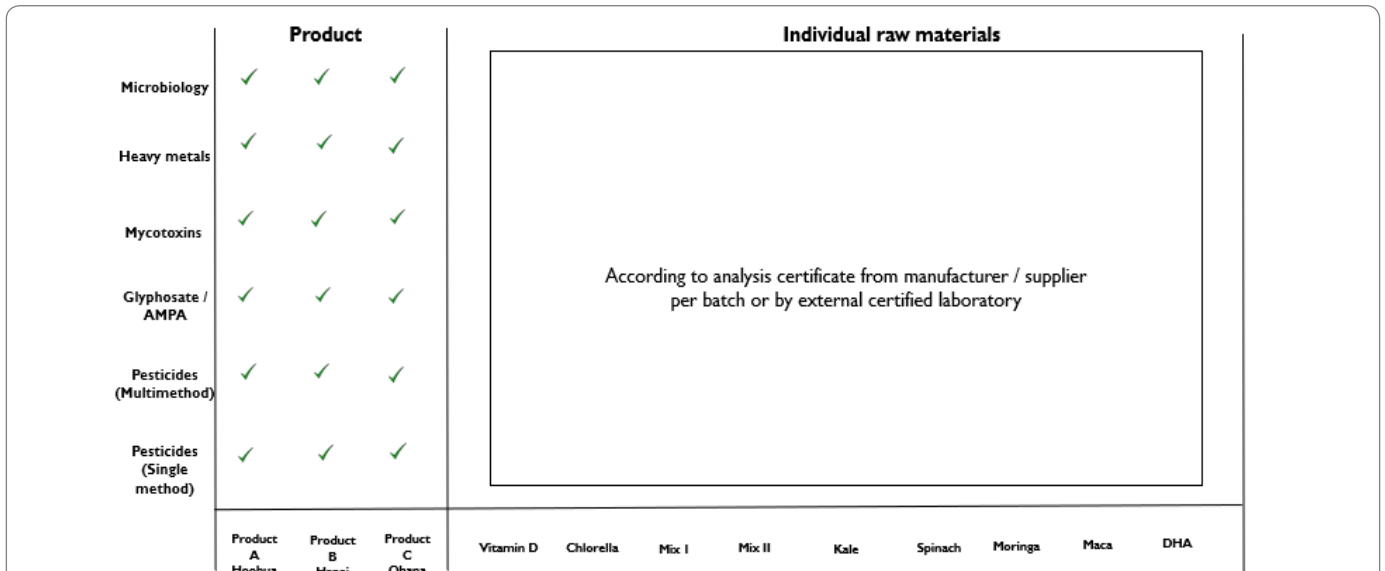 Product
Individual raw materials
Microbiology
Heavy metals
Mycotoxins
Glyphosate /
AMPA
Pesticides
(Multimethod)
Pesticides
(Single
method)
According to analysis certificate from manufacturer / supplier
per batch or by external certified laboratory
Product
A
Product
B
Product
C
Ohana
Vitamin D
Chlorella
Mix I
Mix II
Kale
Spinach
Moringa
Maca
DHA